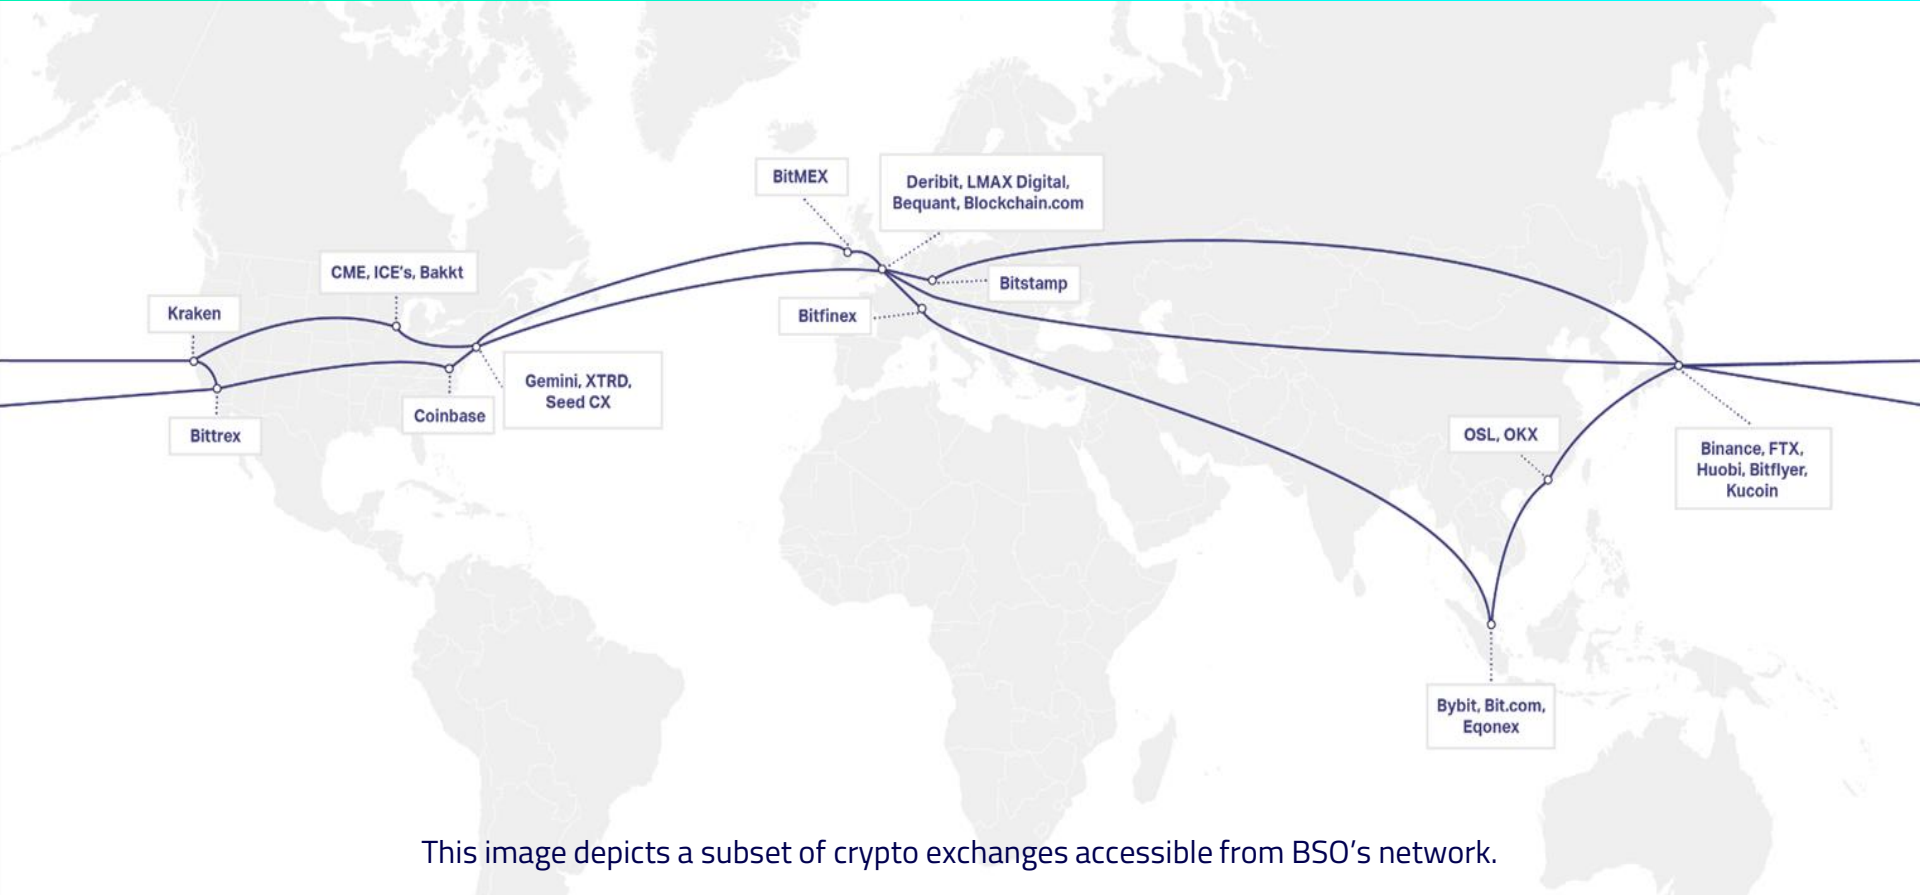 BitMEX
Deribit, LMAX Digital,
Bequant, Blockchain.com
CME, ICE's, Bakkt
Bitstamp
Kraken
Bitfinex
Gemini, XTRD,
Seed CX
Coinbase
Bittrex
OSL, OKX
Binance, FTX,
Huobi, Bitflyer,
Kucoin
Bybit, Bit.com,
Eqonex
This image depicts a subset of crypto exchanges accessible from BSO’s network.